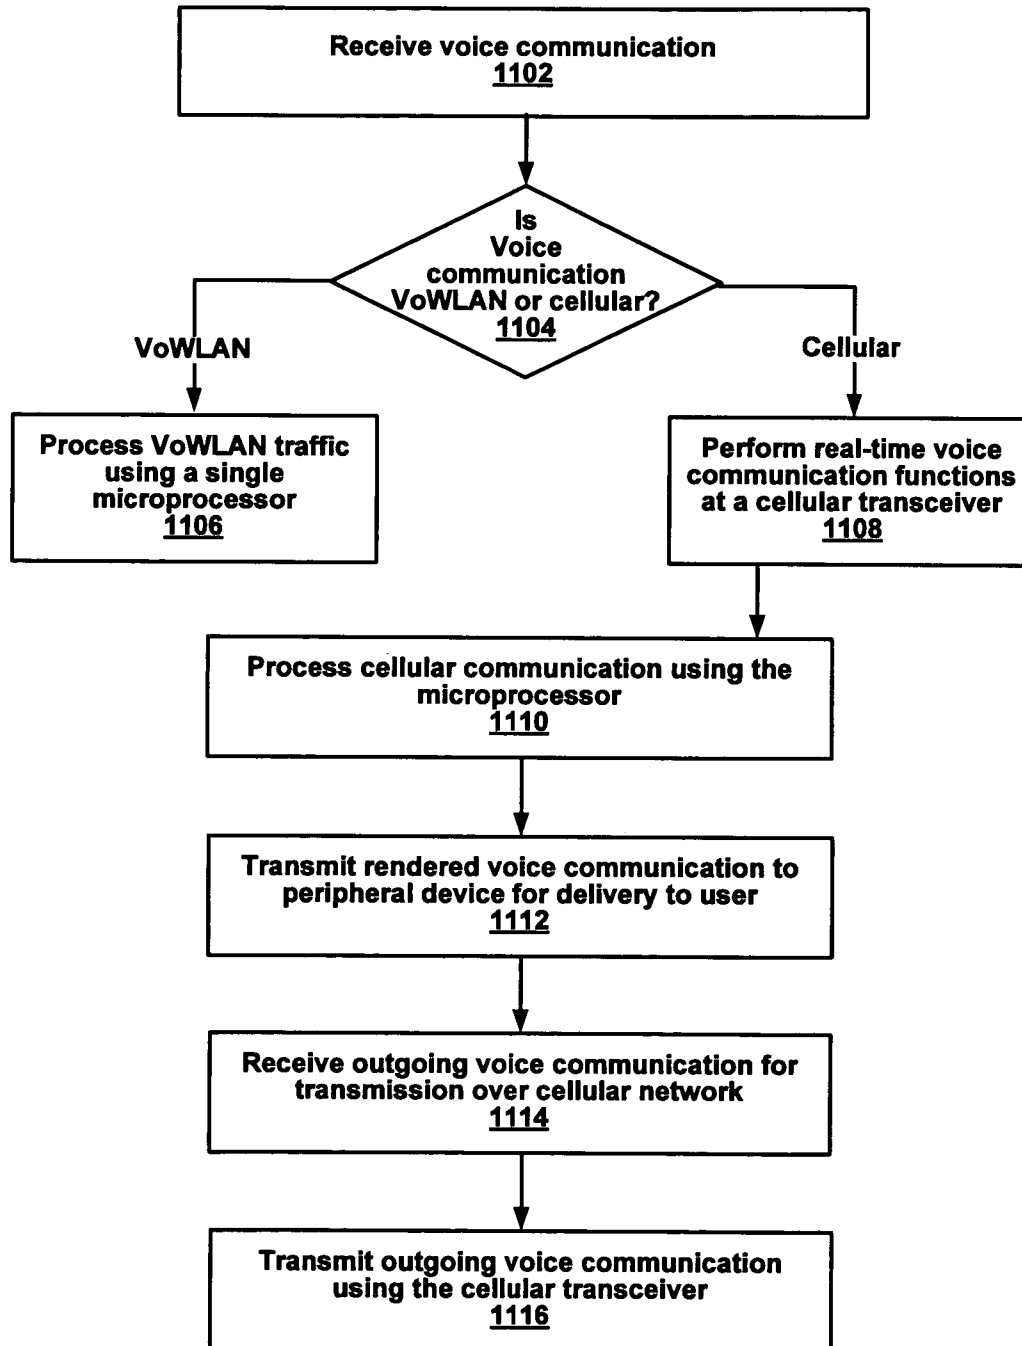 Receive voice communication
1102
Is
Voice
communication
VoWLAN or cellular?
1104
VoWLAN
Cellular
Process VoWLAN traffic
using a single
microprocessor
1106
Perform real-time voice
communication functions
at a cellular transceiver
1108
Process cellular communication using the
microprocessor
1110
Transmit rendered voice communication to
peripheral device for delivery to user
1112
Receive outgoing voice communication for
transmission over cellular network
1114
Transmit outgoing voice communication
using the cellular transceiver
1116